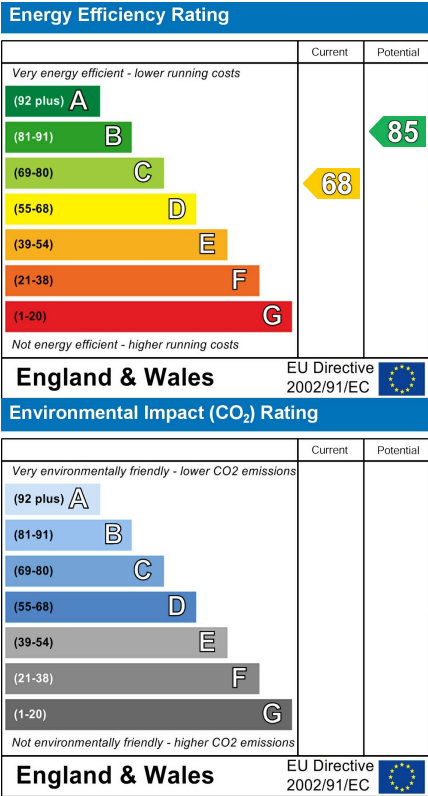 Energy Efficiency Rating
Current Potential
Very energy efficient - lower running costs
(92 plus) A
(81-91) B
85
(69-80) C
68
(55-68) D
(39-54) E
(21-38) F
(1-20) G
Not energy efficient - higher running costs
England & Wales
EU Directive
2002/91/EC
Environmental Impact (CO₂) Rating
Current Potential
Very environmentally friendly - lower CO2 emissions
(92 plus) A
(81-91) B
(69-80) C
(55-68) D
(39-54) E
(21-38) F
(1-20) G
Not environmentally friendly - higher CO2 emissions
England & Wales
EU Directive
2002/91/EC